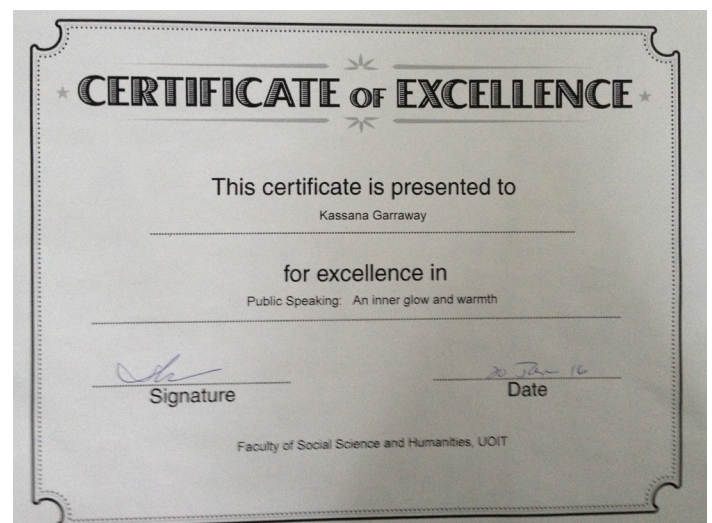 CERTIFICATE OF EXCELLENCE
This certificate is presented to
Kassana Garraway
for excellence in
Public Speaking: An inner glow and warmth
20 Jan 16
Signature Date
Faculty of Social Science and Humanities, UOIT